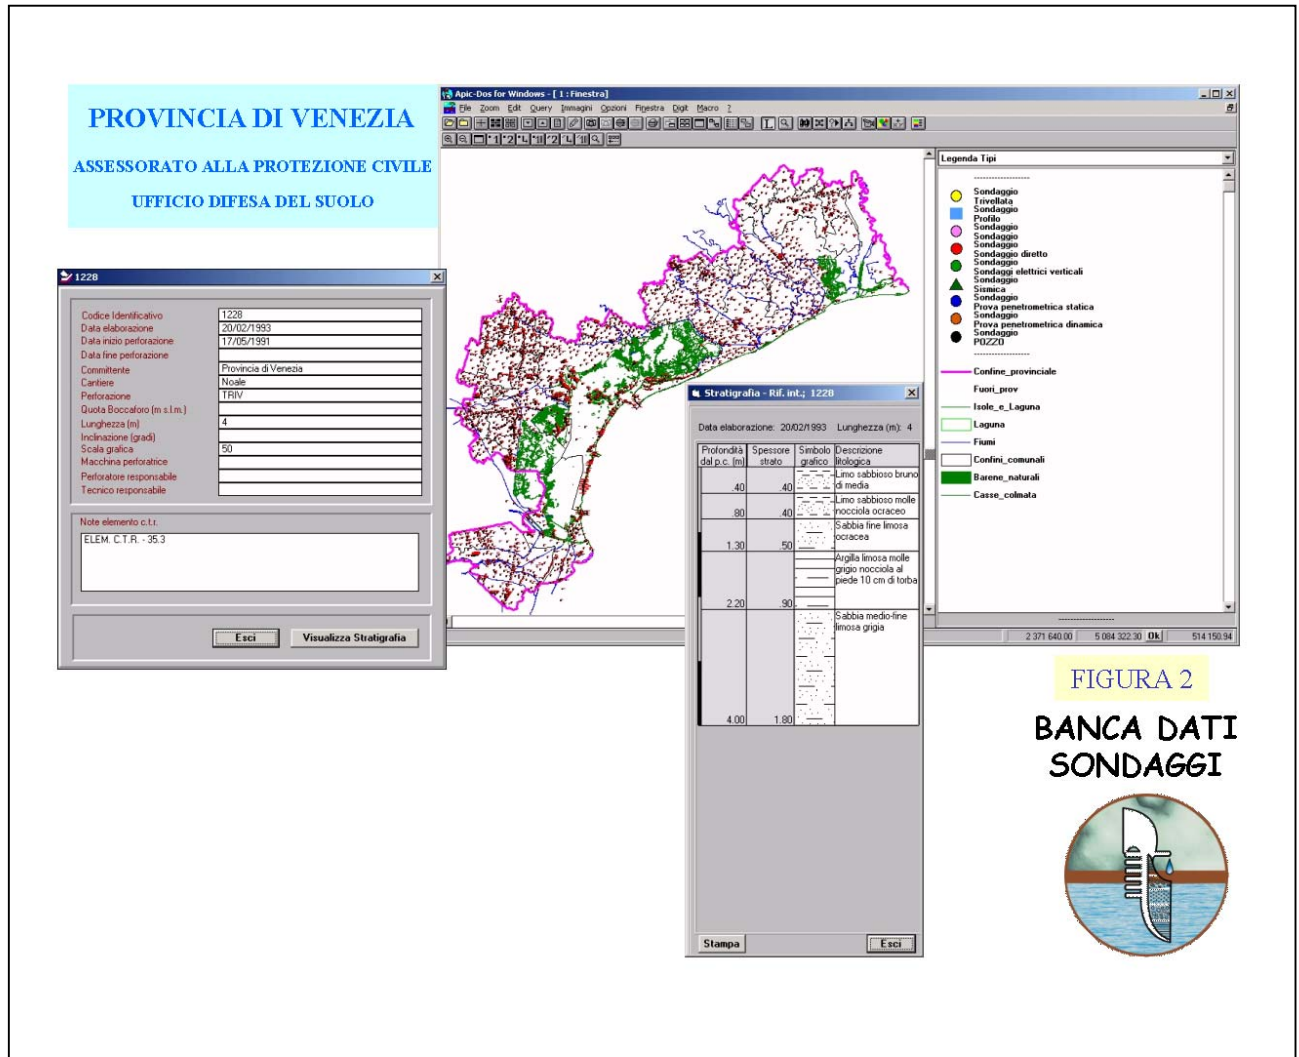 PROVINCIA DI VENEZIA
ASSESSORATO ALLA PROTEZIONE CIVILE
UFFICIO DIFESA DEL SUOLO
Apic-Dos for Windows - [ 1 : Finestra]
File Zoom Edit Query Immagini Opzioni Finestra Digit Macro ?
Legenda Tipi
Sondaggio
Trivellata
Sondaggio
Profilo
Sondaggio
Sondaggio
Sondaggio diretto
Sondaggio
Sondaggi elettrici verticali
Sondaggio
Sismica
Sondaggio
Prova penetrometrica statica
Sondaggio
Prova penetrometrica dinamica
Sondaggio
POZZO
Confine_provinciale
Fuori_prov
Isole_e_Laguna
Laguna
Fiumi
Confini_comunali
Barene_naturali
Casse_colmata
2 371 640.00 5 084 322.30 Ok 514 150.94
1228
Codice Identificativo 1228
Data elaborazione 20/02/1993
Data inizio perforazione 17/05/1991
Data fine perforazione
Committente Provincia di Venezia
Cantiere Noale
Perforazione TRIV
Quota Boccaforo (m s.l.m.)
Lunghezza (m) 4
Inclinazione (gradi)
Scala grafica 50
Macchina perforatrice
Perforatore responsabile
Tecnico responsabile
Note elemento c.t.r.
ELEM. C.T.R. - 35.3
Esci Visualizza Stratigrafia
Stratigrafia - Rif. int.; 1228
Data elaborazione: 20/02/1993 Lunghezza (m): 4
Profondità Spessore Simbolo Descrizione
dal p.c. (m) strato grafico litologica
Limo sabbioso bruno
.40 .40 di media
Limo sabbioso molle
.80 .40 nocciola ocraceo
Sabbia fine limosa
ocracea
1.30 .50
Argilla limosa molle
grigio nocciola al
piede 10 cm di torba
2.20 .90
Sabbia medio-fine
limosa grigia
4.00 1.80
Stampa Esci
FIGURA 2
BANCA DATI
SONDAGGI